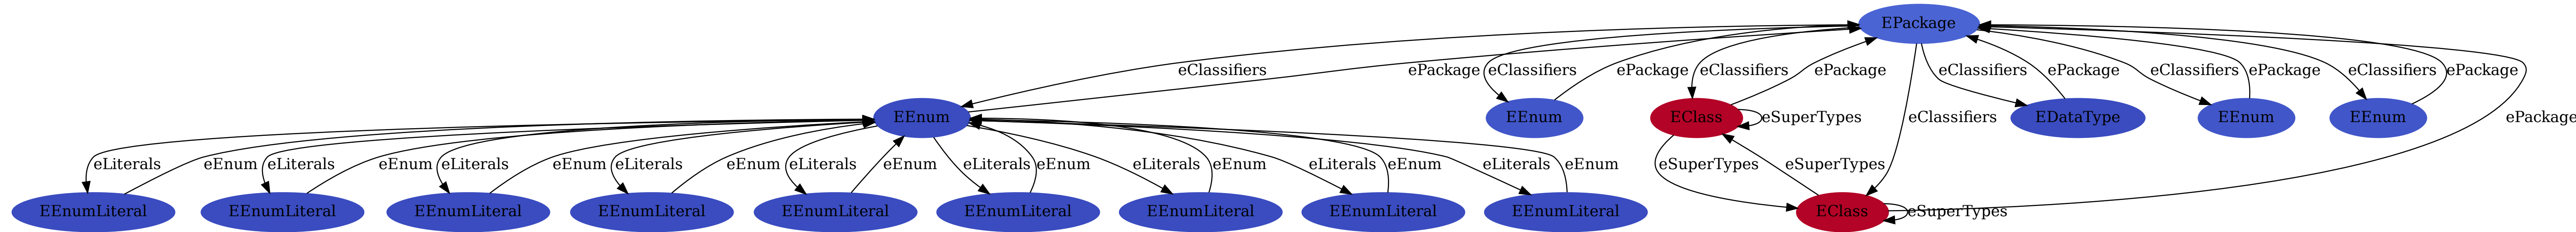 EPackage
eClassifiers
ePackage
eClassifiers
ePackage
eClassifiers
ePackage
eClassifiers
ePackage
eClassifiers
ePackage
eClassifiers
ePackage
EEnum
EEnum
EClass
eSuperTypes
eClassifiers
EDataType
EEnum
EEnum
ePackage
eLiterals
eEnum
eLiterals
eEnum
eLiterals
eEnum
eLiterals
eEnum
eLiterals
eEnum
eLiterals
eEnum
eLiterals
eEnum
eLiterals
eEnum
eLiterals
eEnum
eSuperTypes
eSuperTypes
EEnumLiteral
EEnumLiteral
EEnumLiteral
EEnumLiteral
EEnumLiteral
EEnumLiteral
EEnumLiteral
EEnumLiteral
EEnumLiteral
EClass
eSuperTypes